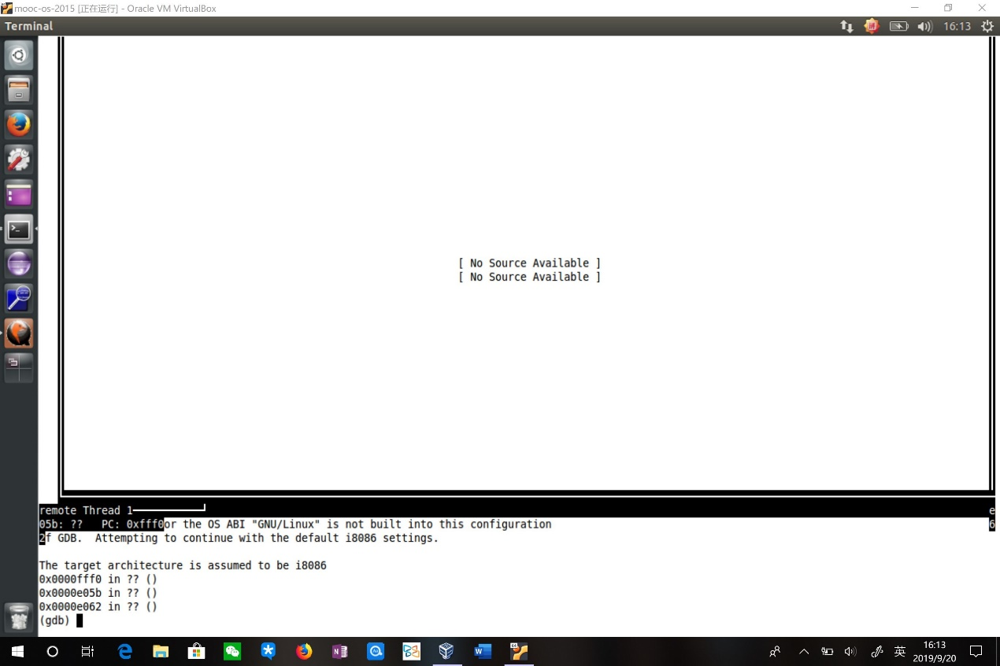 mooc-os-2015 [正在运行] - Oracle VM VirtualBox
Terminal
16:13
[ No Source Available ]
[ No Source Available ]
remote Thread 1 e
05b: ?? PC: 0xfff0or the OS ABI "GNU/Linux" is not built into this configuration 6
2f GDB. Attempting to continue with the default i8086 settings.
The target architecture is assumed to be i8086
0x0000fff0 in ?? ()
0x0000e05b in ?? ()
0x0000e062 in ?? ()
(gdb)
英
16:13
2019/9/20